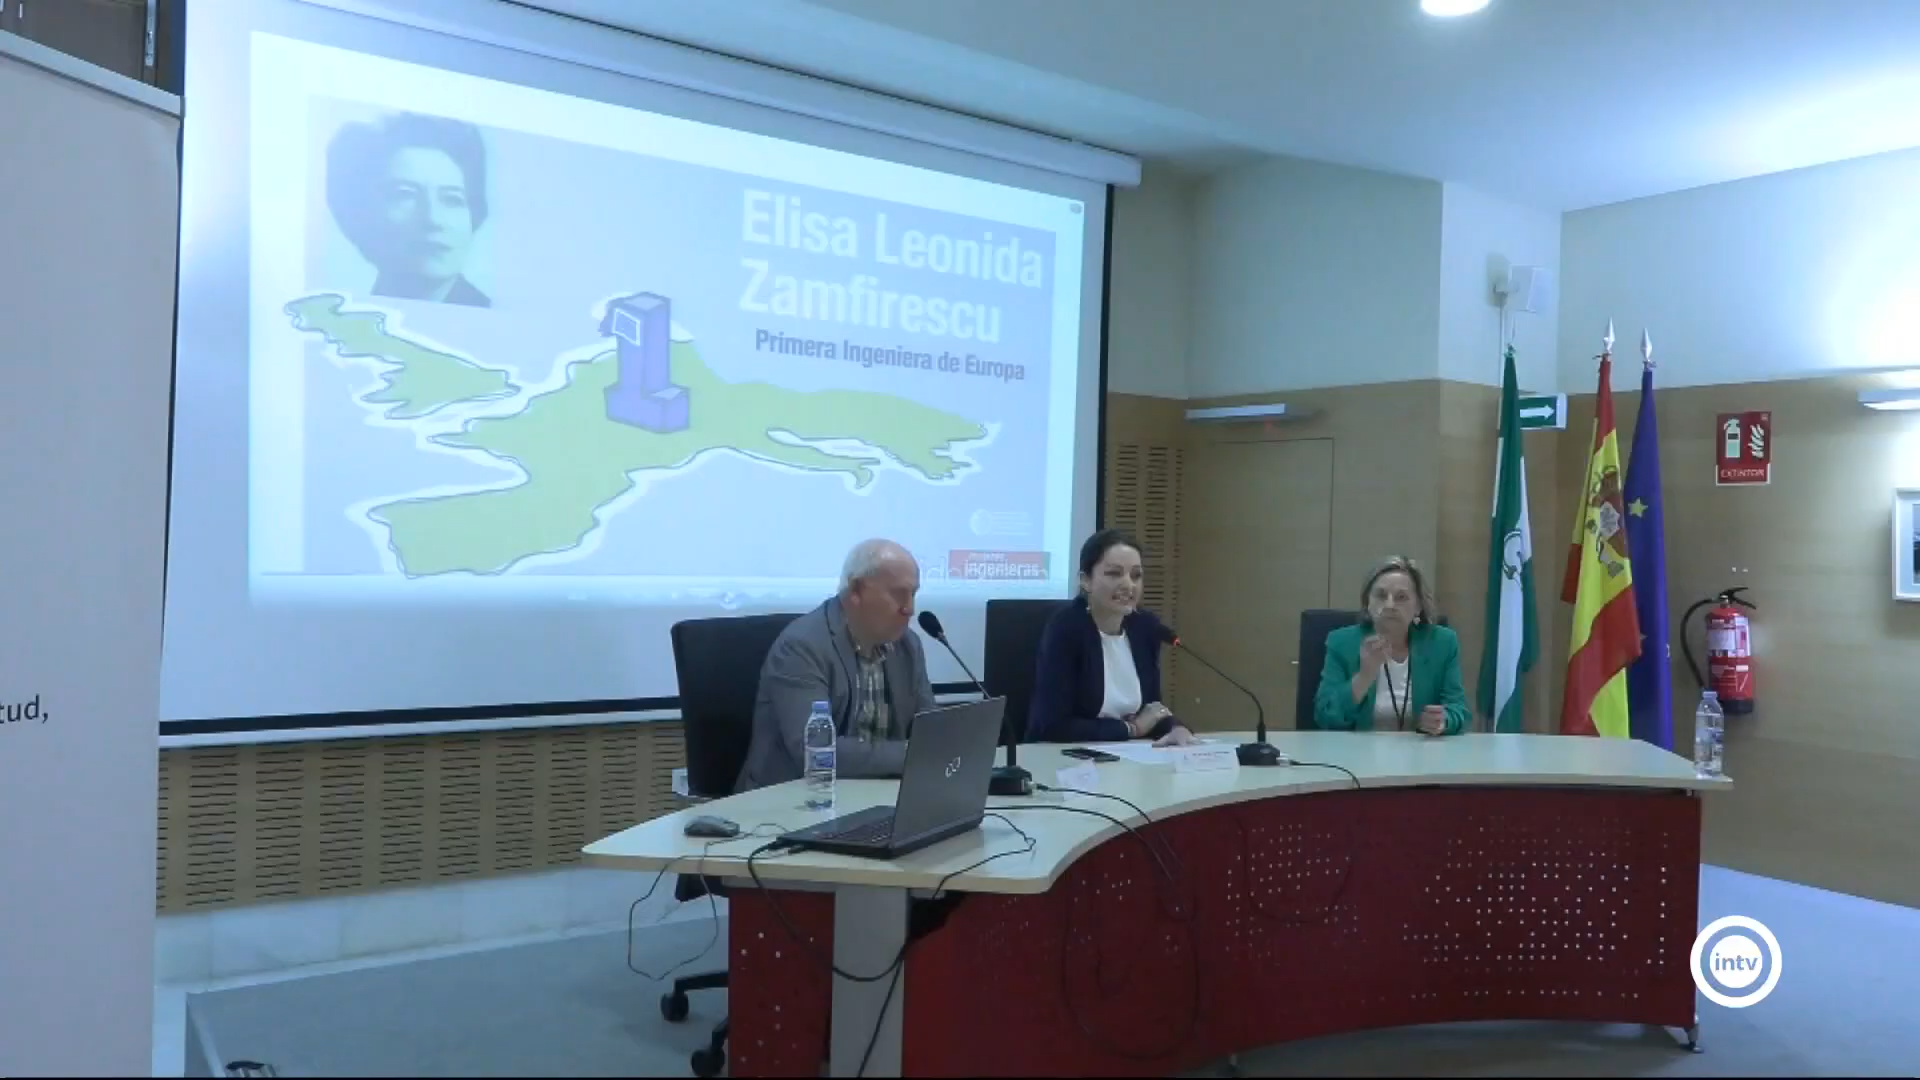 Elisa Leonida
Zamfirescu
Primera Ingeniera de Europa
ingenieras
EXTINTOR
tud,
intv